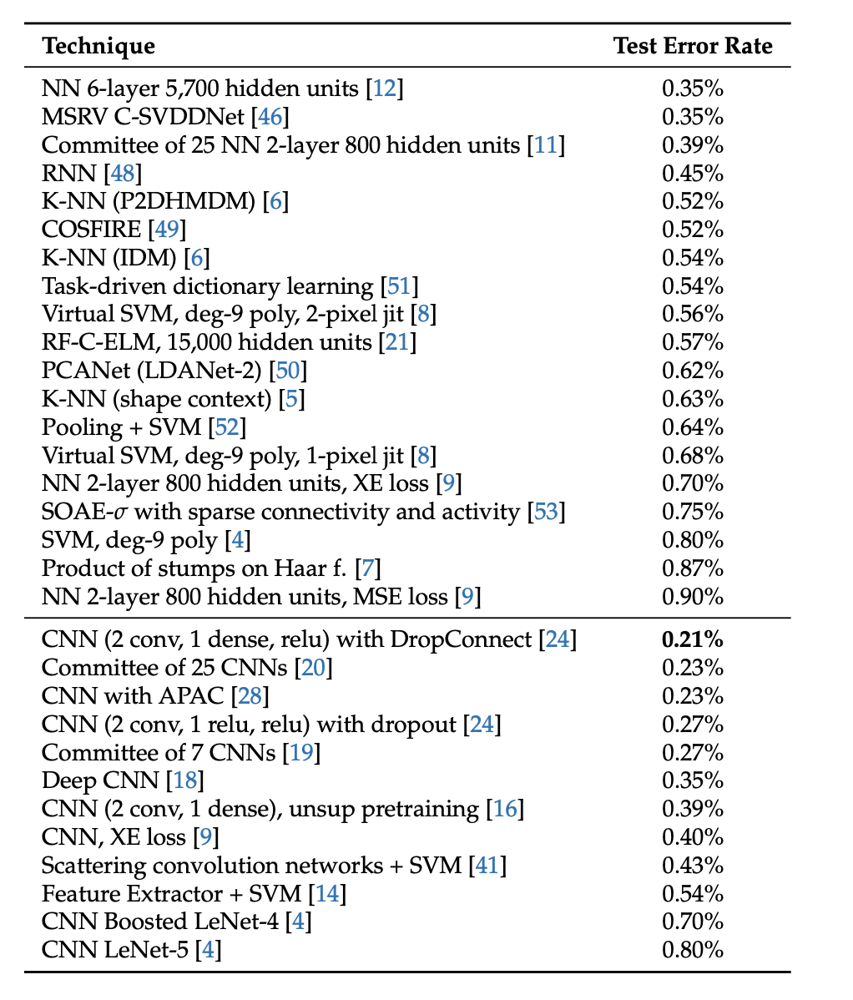 Technique Test Error Rate
NN 6-layer 5,700 hidden units [12] 0.35%
MSRV C-SVDDNet [46] 0.35%
Committee of 25 NN 2-layer 800 hidden units [11] 0.39%
RNN [48] 0.45%
K-NN (P2DHMDM) [6] 0.52%
COSFIRE [49] 0.52%
K-NN (IDM) [6] 0.54%
Task-driven dictionary learning [51] 0.54%
Virtual SVM, deg-9 poly, 2-pixel jit [8] 0.56%
RF-C-ELM, 15,000 hidden units [21] 0.57%
PCANet (LDANet-2) [50] 0.62%
K-NN (shape context) [5] 0.63%
Pooling + SVM [52] 0.64%
Virtual SVM, deg-9 poly, 1-pixel jit [8] 0.68%
NN 2-layer 800 hidden units, XE loss [9] 0.70%
SOAE-σ with sparse connectivity and activity [53] 0.75%
SVM, deg-9 poly [4] 0.80%
Product of stumps on Haar f. [7] 0.87%
NN 2-layer 800 hidden units, MSE loss [9] 0.90%
CNN (2 conv, 1 dense, relu) with DropConnect [24] 0.21%
Committee of 25 CNNs [20] 0.23%
CNN with APAC [28] 0.23%
CNN (2 conv, 1 relu, relu) with dropout [24] 0.27%
Committee of 7 CNNs [19] 0.27%
Deep CNN [18] 0.35%
CNN (2 conv, 1 dense), unsup pretraining [16] 0.39%
CNN, XE loss [9] 0.40%
Scattering convolution networks + SVM [41] 0.43%
Feature Extractor + SVM [14] 0.54%
CNN Boosted LeNet-4 [4] 0.70%
CNN LeNet-5 [4] 0.80%